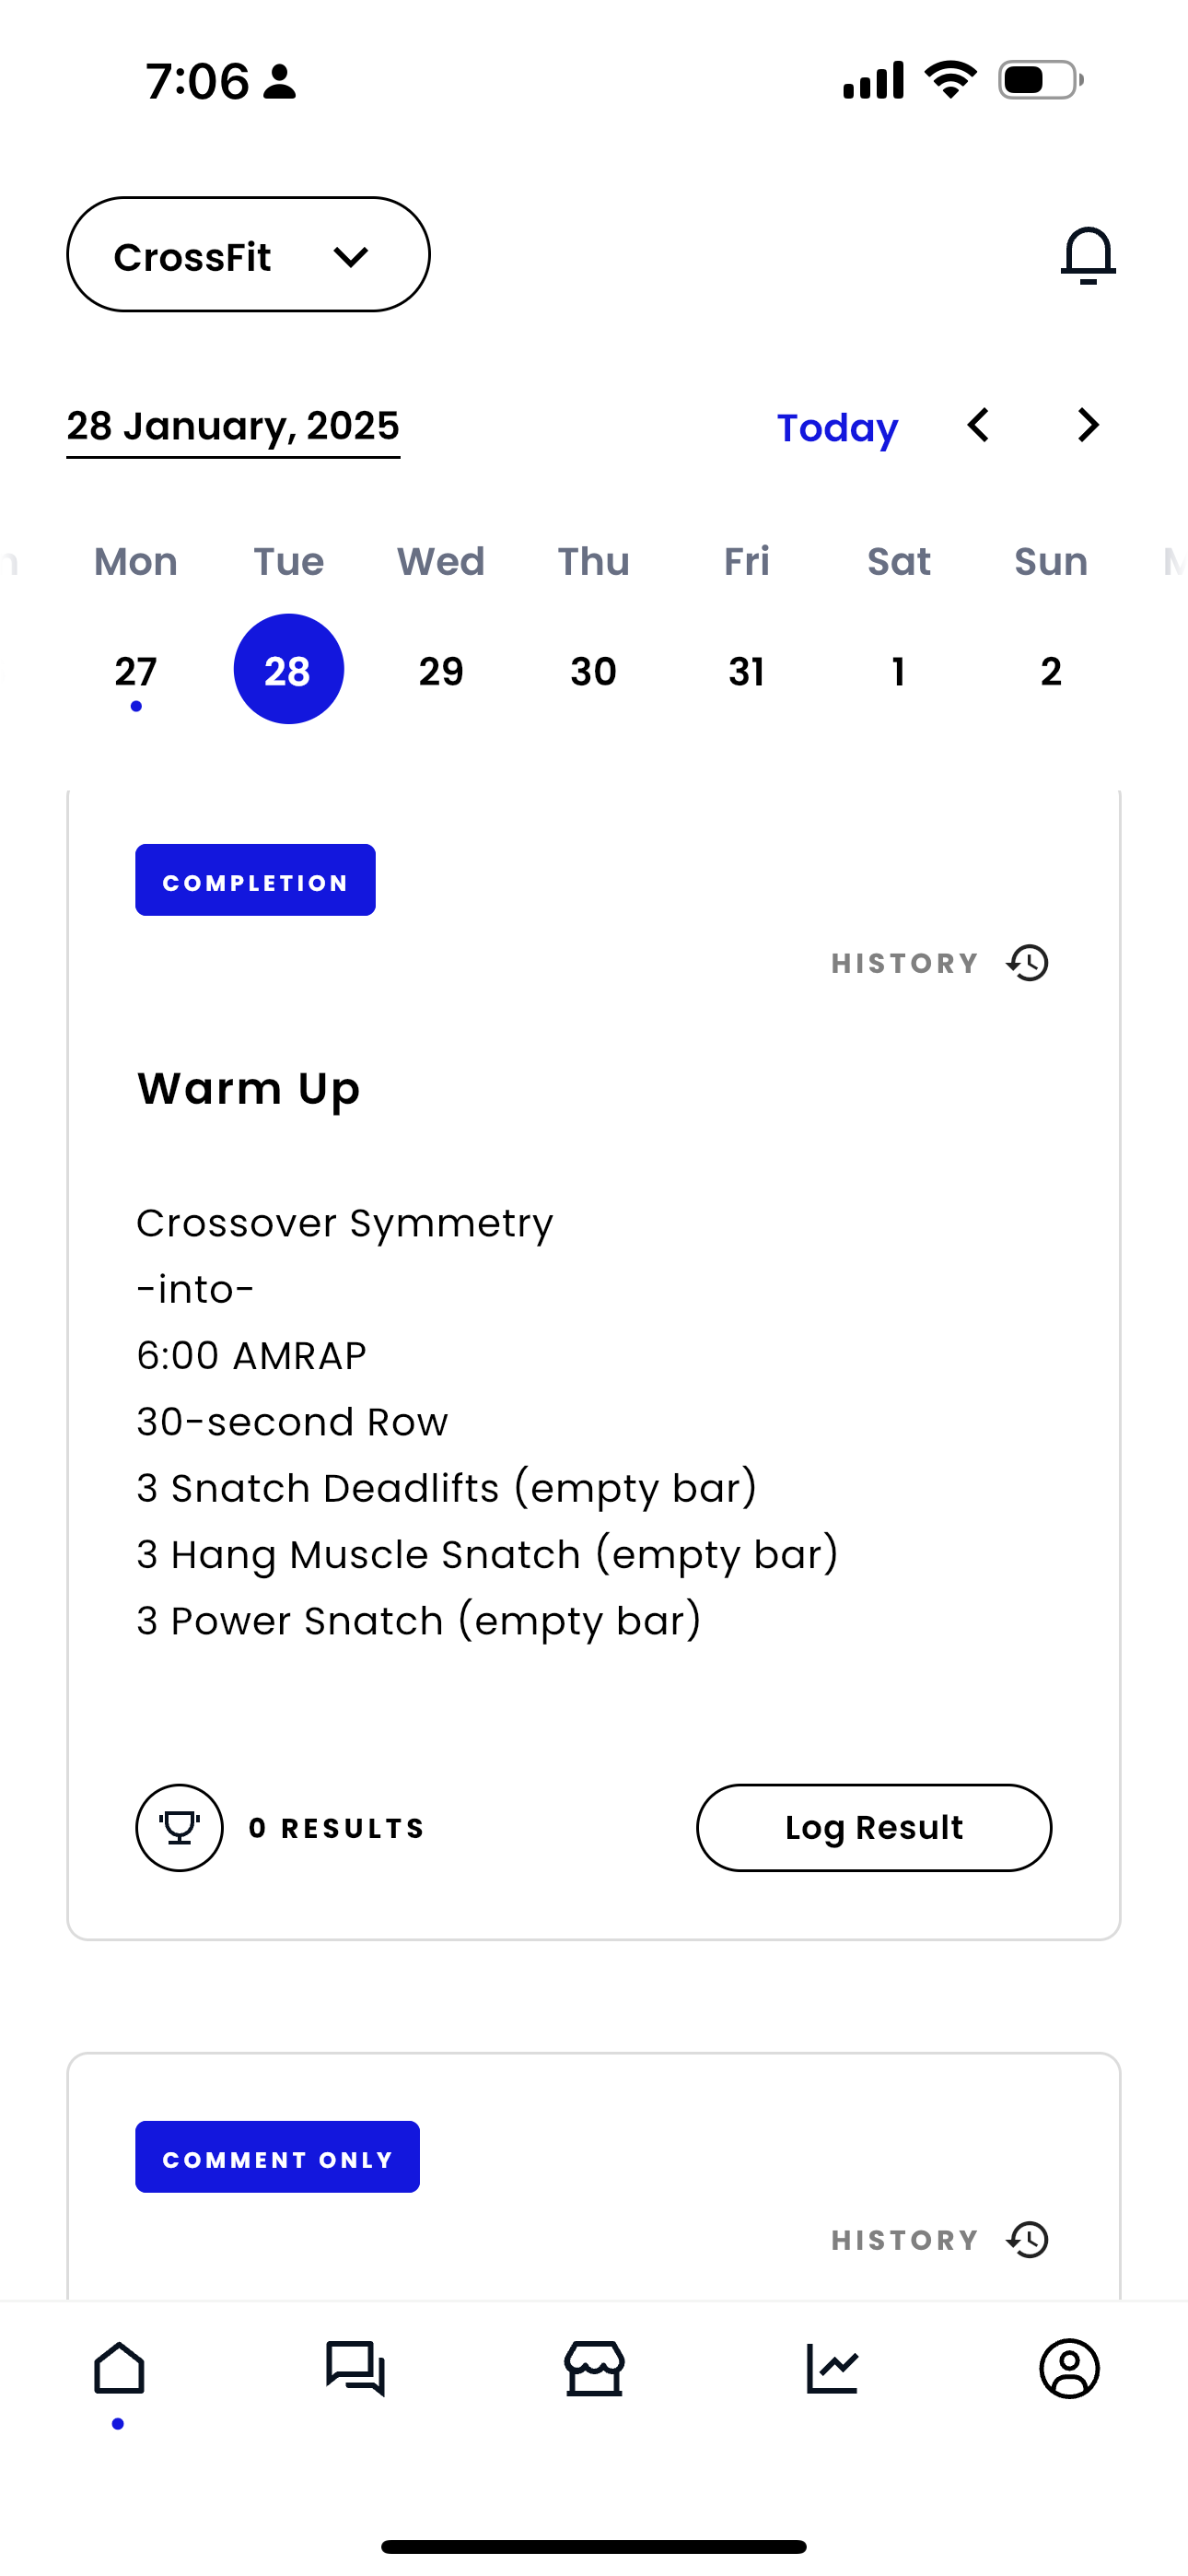 7:06
CrossFit
28 January, 2025
Today
Mon Tue Wed Thu Fri Sat Sun
27 28 29 30 31 1 2
COMPLETION
HISTORY
Warm Up
Crossover Symmetry
-into-
6:00 AMRAP
30-second Row
3 Snatch Deadlifts (empty bar)
3 Hang Muscle Snatch (empty bar)
3 Power Snatch (empty bar)
0 RESULTS
Log Result
COMMENT ONLY
HISTORY